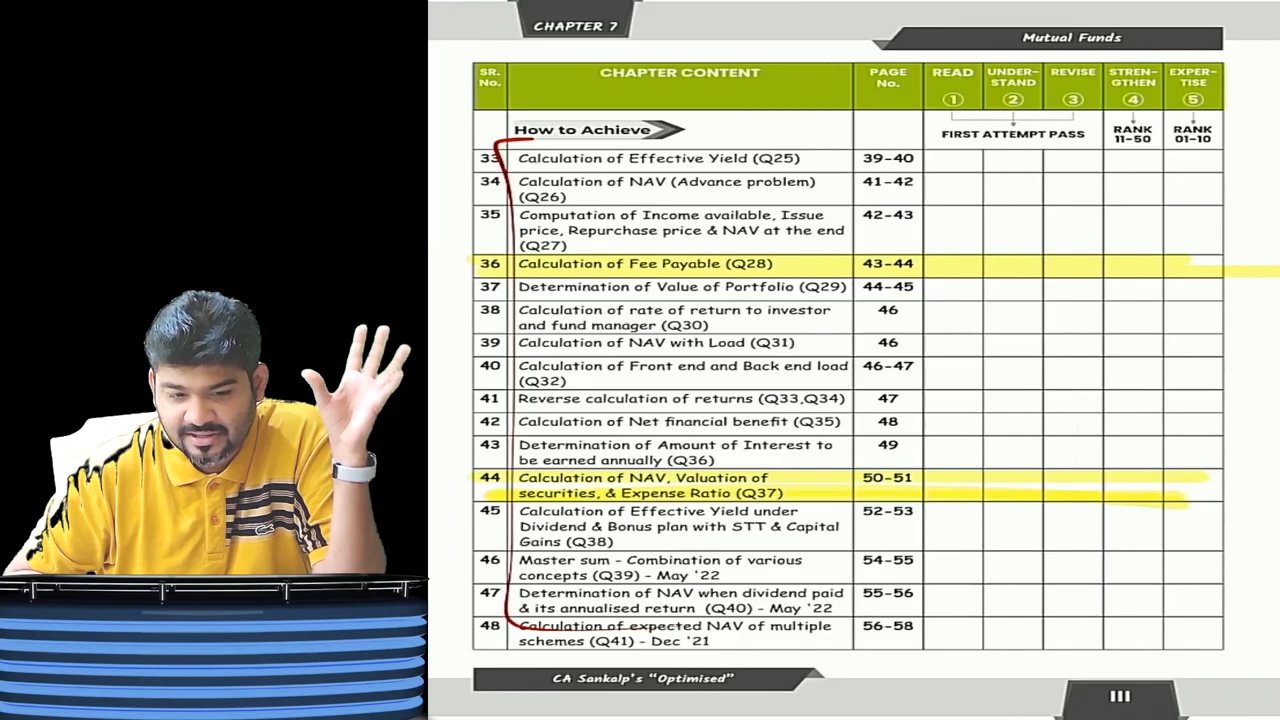 CHAPTER 7
Mutual Funds
SR. No. CHAPTER CONTENT PAGE No. READ ① UNDER-STAND ② REVISE ③ STREN-GTHEN ④ EXPER-TISE ⑤
How to Achieve FIRST ATTEMPT PASS RANK 11-50 RANK 01-10
33 Calculation of Effective Yield (Q25) 39-40
34 Calculation of NAV (Advance problem) 41-42
(Q26)
35 Computation of Income available, Issue 42-43
price, Repurchase price & NAV at the end
(Q27)
36 Calculation of Fee Payable (Q28) 43-44
37 Determination of Value of Portfolio (Q29) 44-45
38 Calculation of rate of return to investor 46
and fund manager (Q30)
39 Calculation of NAV with Load (Q31) 46
40 Calculation of Front end and Back end load 46-47
(Q32)
41 Reverse calculation of returns (Q33,Q34) 47
42 Calculation of Net financial benefit (Q35) 48
43 Determination of Amount of Interest to 49
be earned annually (Q36)
44 Calculation of NAV, Valuation of 50-51
securities, & Expense Ratio (Q37)
45 Calculation of Effective Yield under 52-53
Dividend & Bonus plan with STT & Capital
Gains (Q38)
46 Master sum - Combination of various 54-55
concepts (Q39) - May '22
47 Determination of NAV when dividend paid 55-56
& its annualised return (Q40) - May '22
48 Calculation of expected NAV of multiple 56-58
schemes (Q41) - Dec '21
CA Sankalp's "Optimised"
III